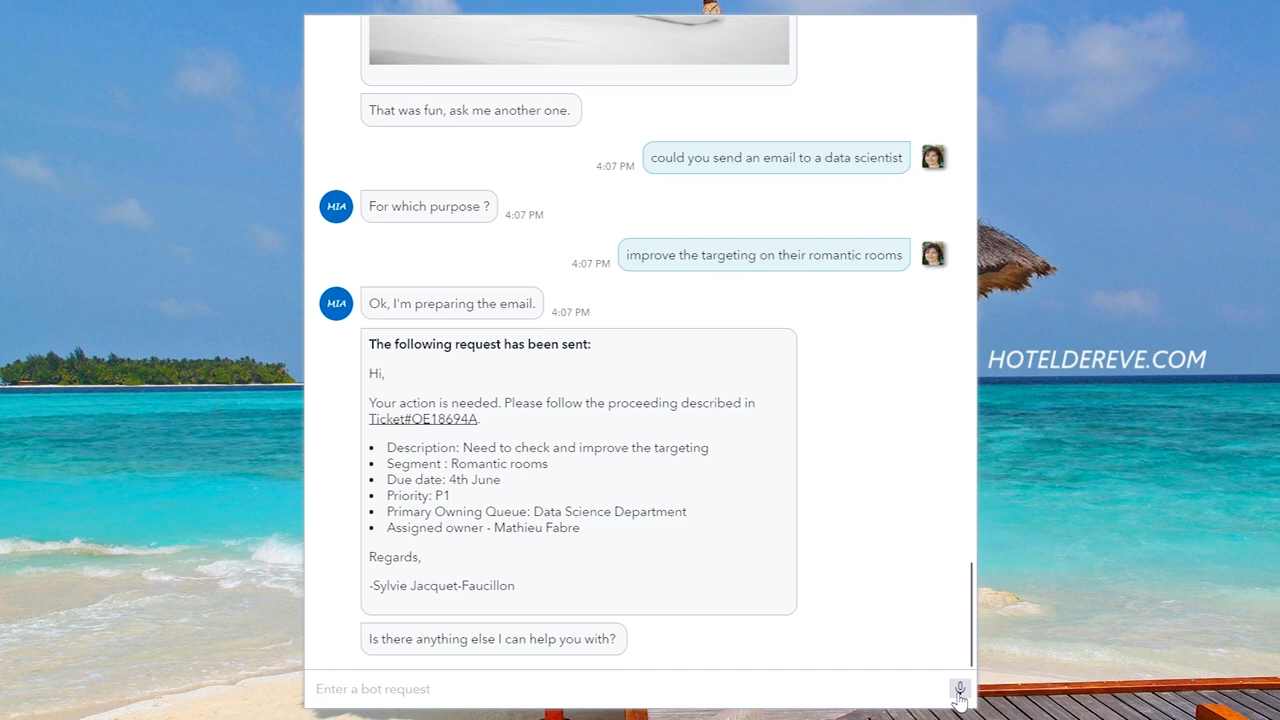 That was fun, ask me another one.
4:07 PM
could you send an email to a data scientist
MIA
For which purpose ?
4:07 PM
4:07 PM
improve the targeting on their romantic rooms
MIA
Ok, I'm preparing the email.
4:07 PM
The following request has been sent:
Hi,
Your action is needed. Please follow the proceeding described in
Ticket#OE18694A.
• Description: Need to check and improve the targeting
• Segment : Romantic rooms
• Due date: 4th June
• Priority: P1
• Primary Owning Queue: Data Science Department
• Assigned owner - Mathieu Fabre
Regards,
-Sylvie Jacquet-Faucillon
Is there anything else I can help you with?
Enter a bot request
HOTELDEREVE.COM